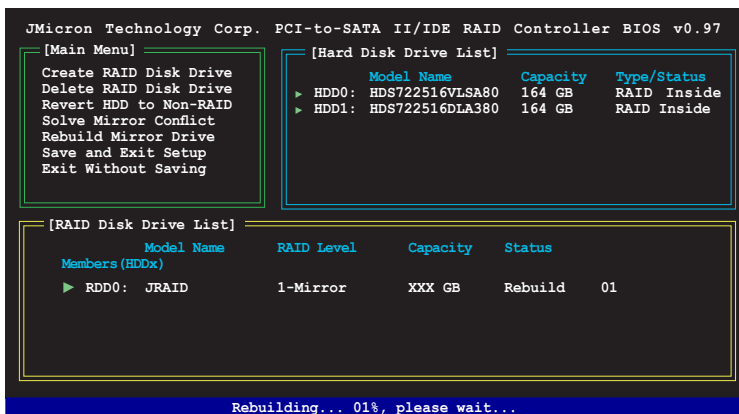 JMicron Technology Corp. PCI-to-SATA II/IDE RAID Controller BIOS v0.97
[Main Menu]
Create RAID Disk Drive
Delete RAID Disk Drive
Revert HDD to Non-RAID
Solve Mirror Conflict
Rebuild Mirror Drive
Save and Exit Setup
Exit Without Saving
[Hard Disk Drive List]
Model Name Capacity Type/Status
HDD0: HDS722516VLSA80 164 GB RAID Inside
HDD1: HDS722516DLA380 164 GB RAID Inside
[RAID Disk Drive List]
Model Name RAID Level Capacity Status
Members(HDDx)
RDD0: JRAID 1-Mirror XXX GB Rebuild 01
Rebuilding... 01%, please wait...